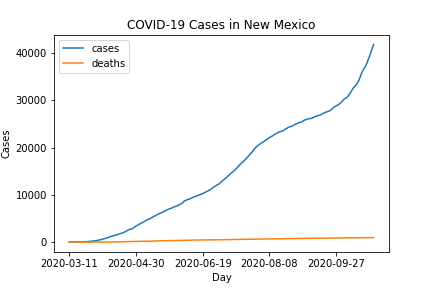 COVID-19 Cases in New Mexico
cases
deaths
40000
30000
20000
10000
0
Cases
2020-03-11 2020-04-30 2020-06-19 2020-08-08 2020-09-27
Day